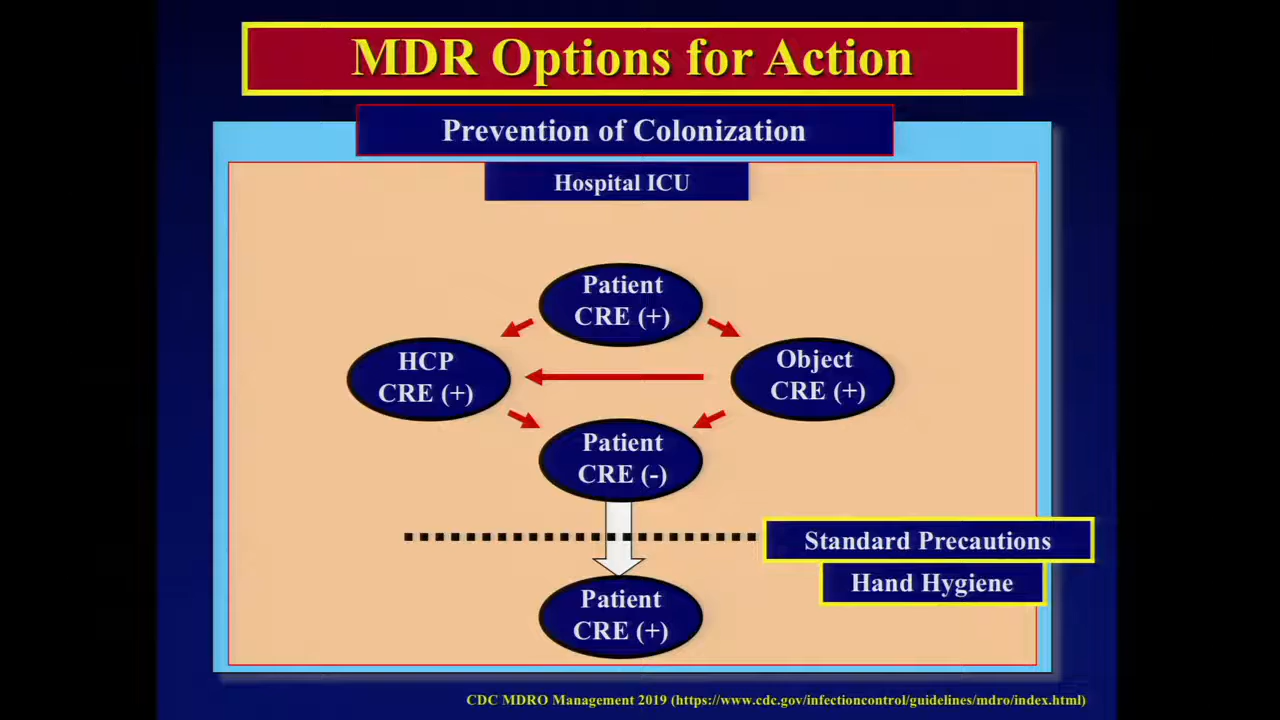 MDR Options for Action
Prevention of Colonization
Hospital ICU
Patient
CRE (+)
HCP
CRE (+)
Object
CRE (+)
Patient
CRE (-)
Standard Precautions
Hand Hygiene
Patient
CRE (+)
CDC MDRO Management 2019 (https://www.cdc.gov/infectioncontrol/guidelines/mdro/index.html)